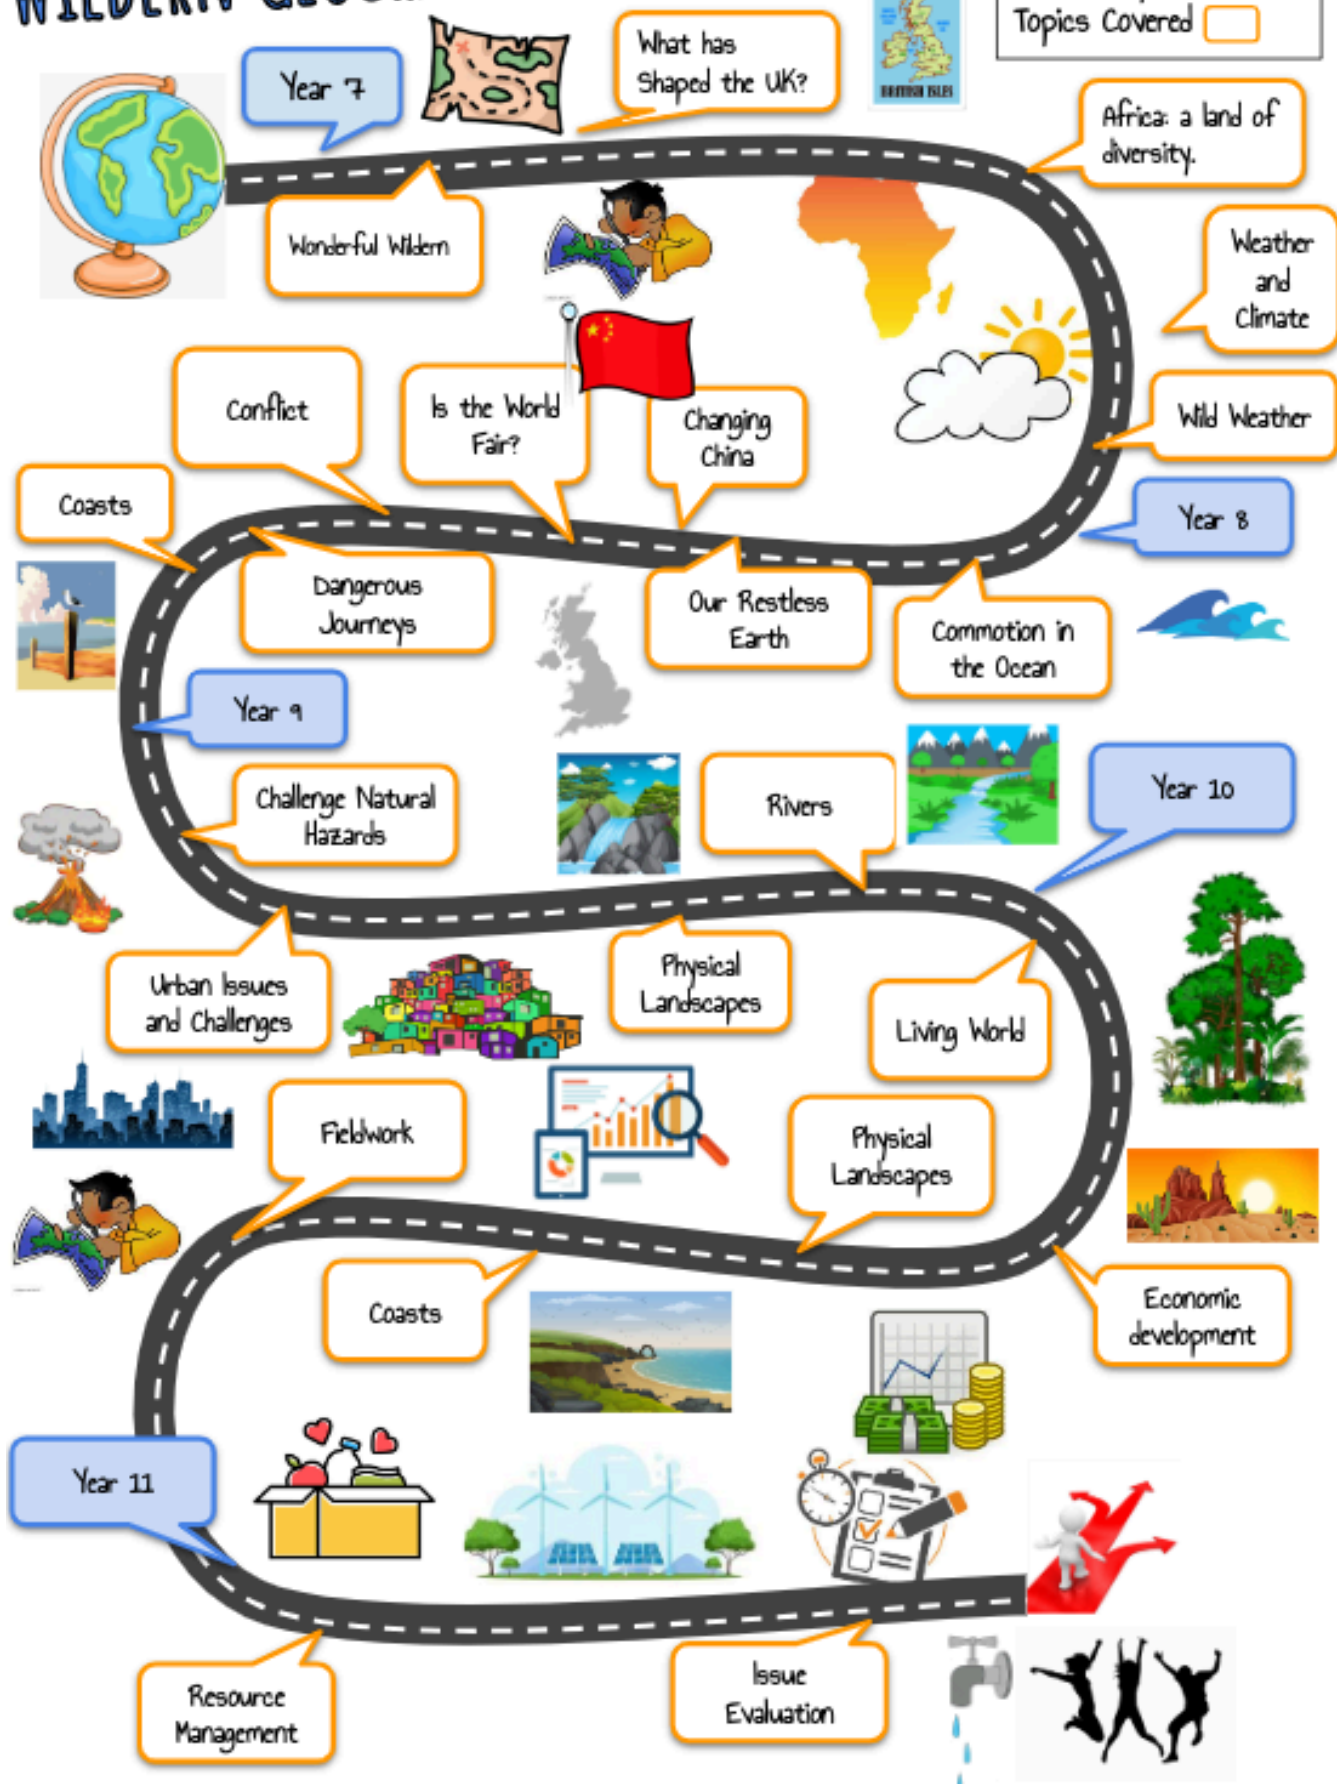 WILDERN
Topics Covered
Year 7
What has
Shaped the UK?
BRITISH ISLES
Africa: a land of
diversity.
Wonderful Wildern
Weather
and
Climate
Wild Weather
Year 8
Conflict
Is the World
Fair?
Changing
China
Coasts
Dangerous
Journeys
Our Restless
Earth
Commotion in
the Ocean
Year 9
Challenge Natural
Hazards
Rivers
Year 10
Urban Issues
and Challenges
Physical
Landscapes
Living World
Fieldwork
Physical
Landscapes
Coasts
Economic
development
Year 11
Resource
Management
Issue
Evaluation